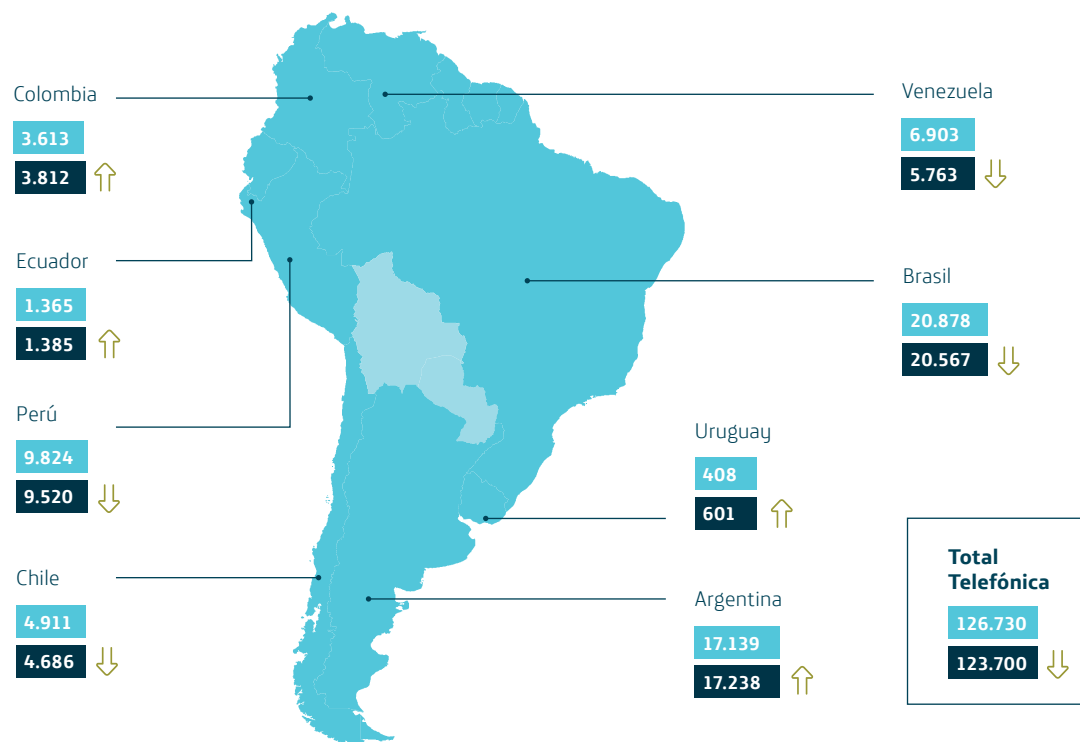 Colombia
3.613
3.812
Ecuador
1.365
1.385
Perú
9.824
9.520
Chile
4.911
4.686
Venezuela
6.903
5.763
Brasil
20.878
20.567
Uruguay
408
601
Argentina
17.139
17.238
Total
Telefónica
126.730
123.700